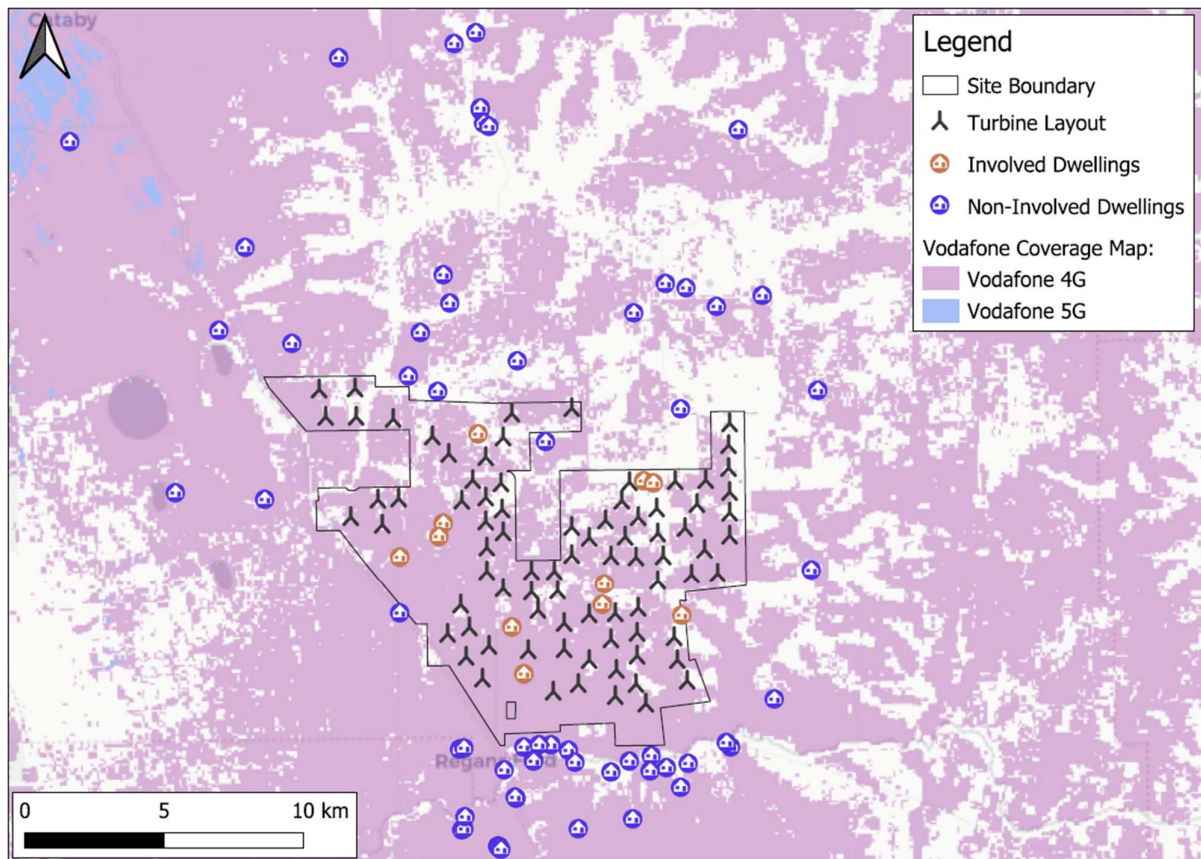 Cataby
Legend
Site Boundary
Turbine Layout
Involved Dwellings
Non-Involved Dwellings
Vodafone Coverage Map:
Vodafone 4G
Vodafone 5G
0 5 10 km